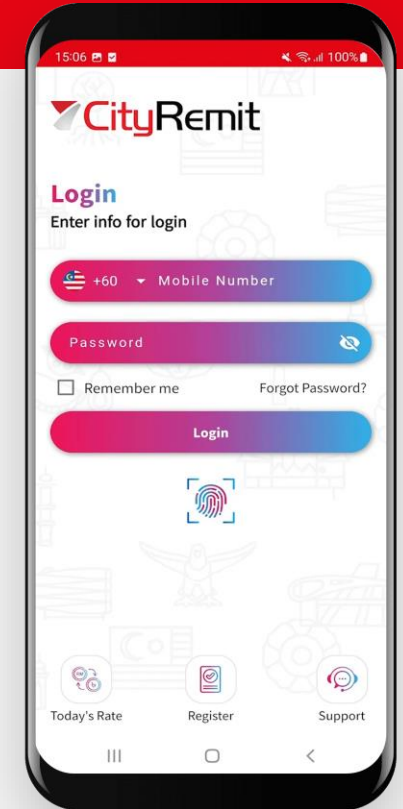 15:06 100%
CityRemit
Login
Enter info for login
+60 Mobile Number
Password
Remember me Forgot Password?
Login
Today's Rate Register Support